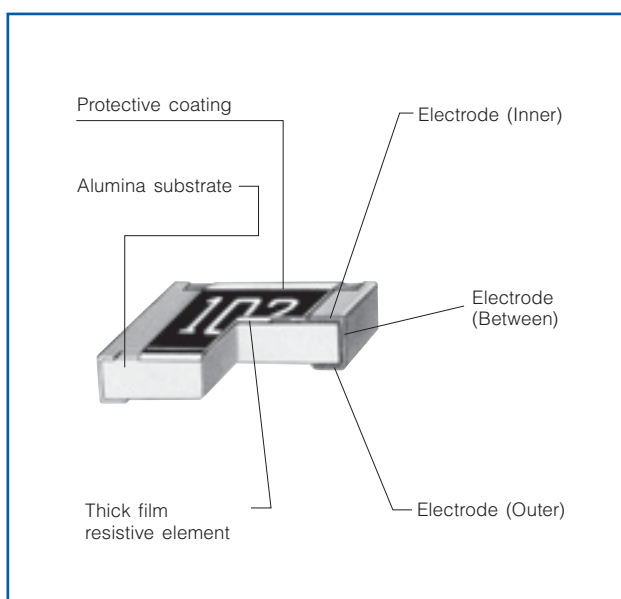 Protective coating
Electrode (Inner)
Alumina substrate
102
Electrode
(Between)
Thick film
resistive element
Electrode (Outer)